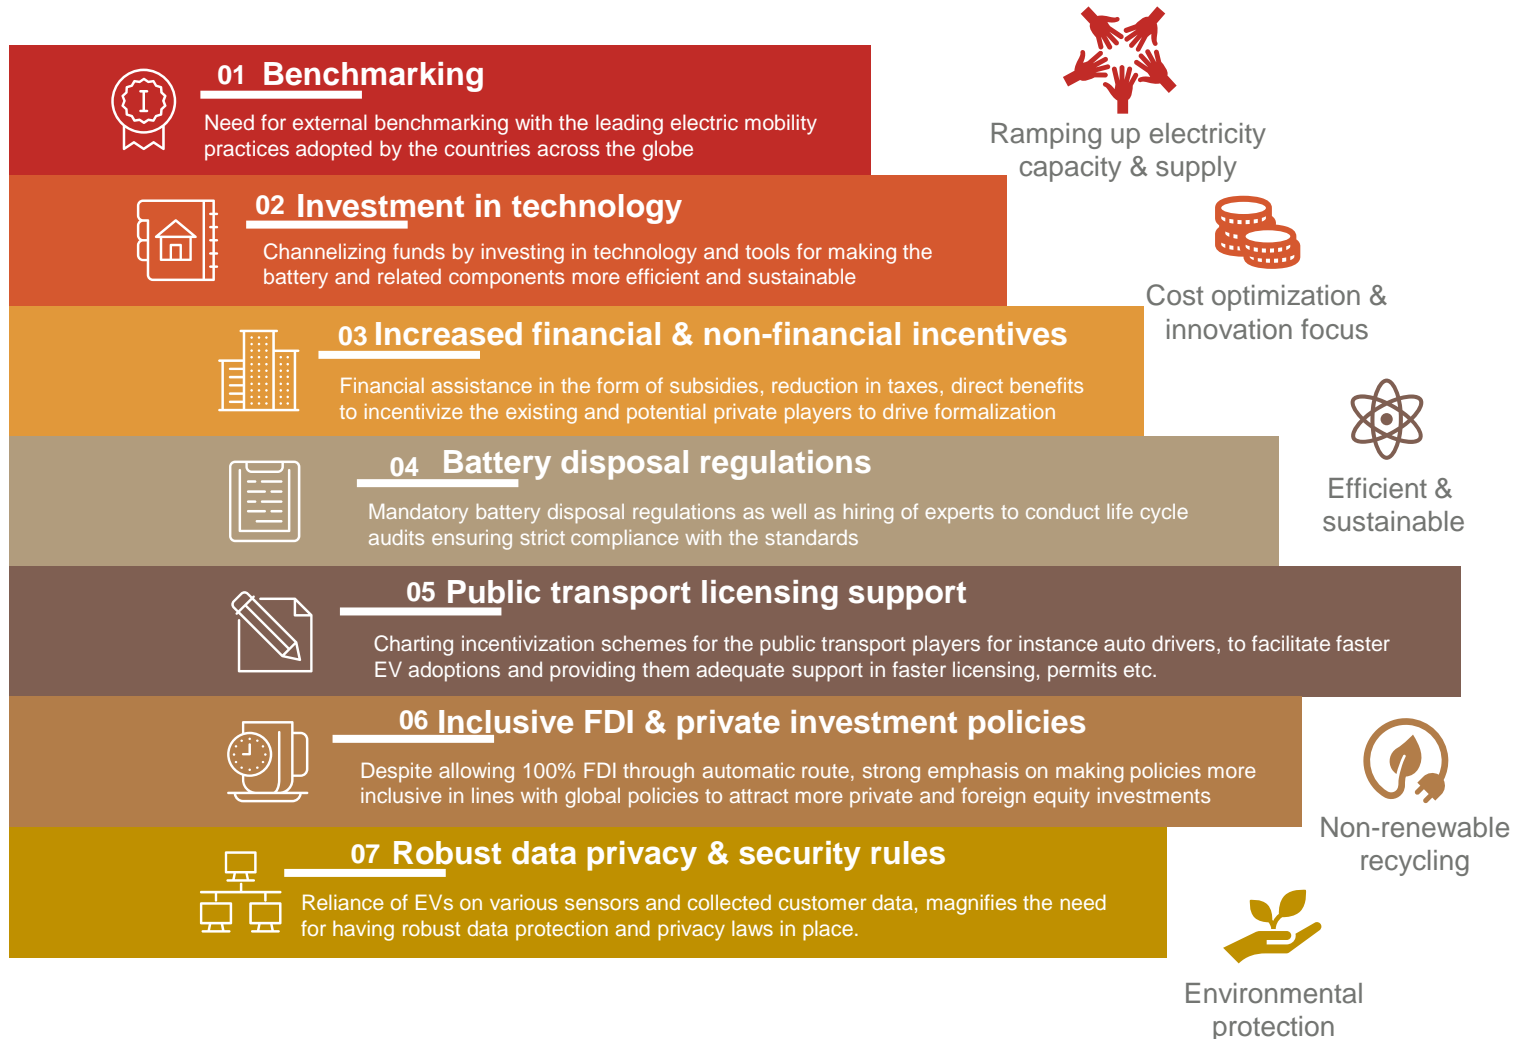 01 Benchmarking
Need for external benchmarking with the leading electric mobility
practices adopted by the countries across the globe
Ramping up electricity
capacity & supply
02 Investment in technology
Channelizing funds by investing in technology and tools for making the
battery and related components more efficient and sustainable
Cost optimization &
innovation focus
03 Increased financial & non-financial incentives
Financial assistance in the form of subsidies, reduction in taxes, direct benefits
to incentivize the existing and potential private players to drive formalization
04 Battery disposal regulations
Mandatory battery disposal regulations as well as hiring of experts to conduct life cycle
audits ensuring strict compliance with the standards
Efficient &
sustainable
05 Public transport licensing support
Charting incentivization schemes for the public transport players for instance auto drivers, to facilitate faster
EV adoptions and providing them adequate support in faster licensing, permits etc.
06 Inclusive FDI & private investment policies
Despite allowing 100% FDI through automatic route, strong emphasis on making policies more
inclusive in lines with global policies to attract more private and foreign equity investments
Non-renewable
recycling
07 Robust data privacy & security rules
Reliance of EVs on various sensors and collected customer data, magnifies the need
for having robust data protection and privacy laws in place.
Environmental
protection